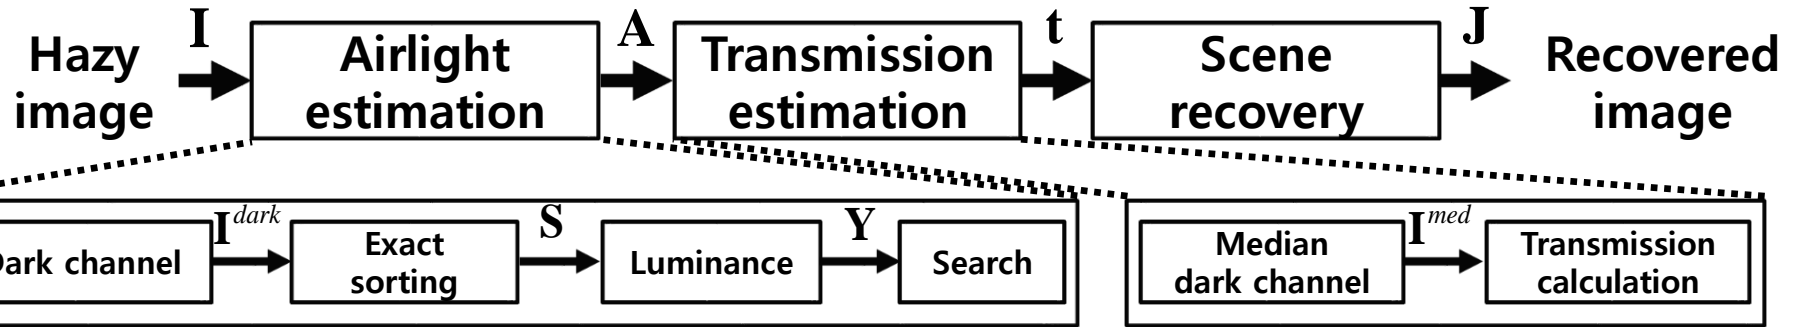 Hazy
image
I
Airlight
estimation
A
Transmission
estimation
t
Scene
recovery
J
Recovered
image
Dark channel
I^dark
Exact
sorting
S
Luminance
Y
Search
Median
dark channel
I^med
Transmission
calculation